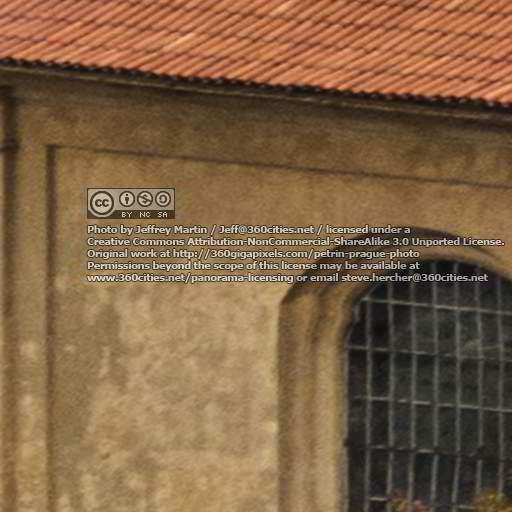 cc BY NC SA
Photo by Jeffrey Martin / Jeff@360cities.net / licensed under a
Creative Commons Attribution-NonCommercial-ShareAlike 3.0 Unported License.
Original work at http://360gigapixels.com/petrin-prague-photo
Permissions beyond the scope of this license may be available at
www.360cities.net/panorama-licensing or email steve.hercher@360cities.net